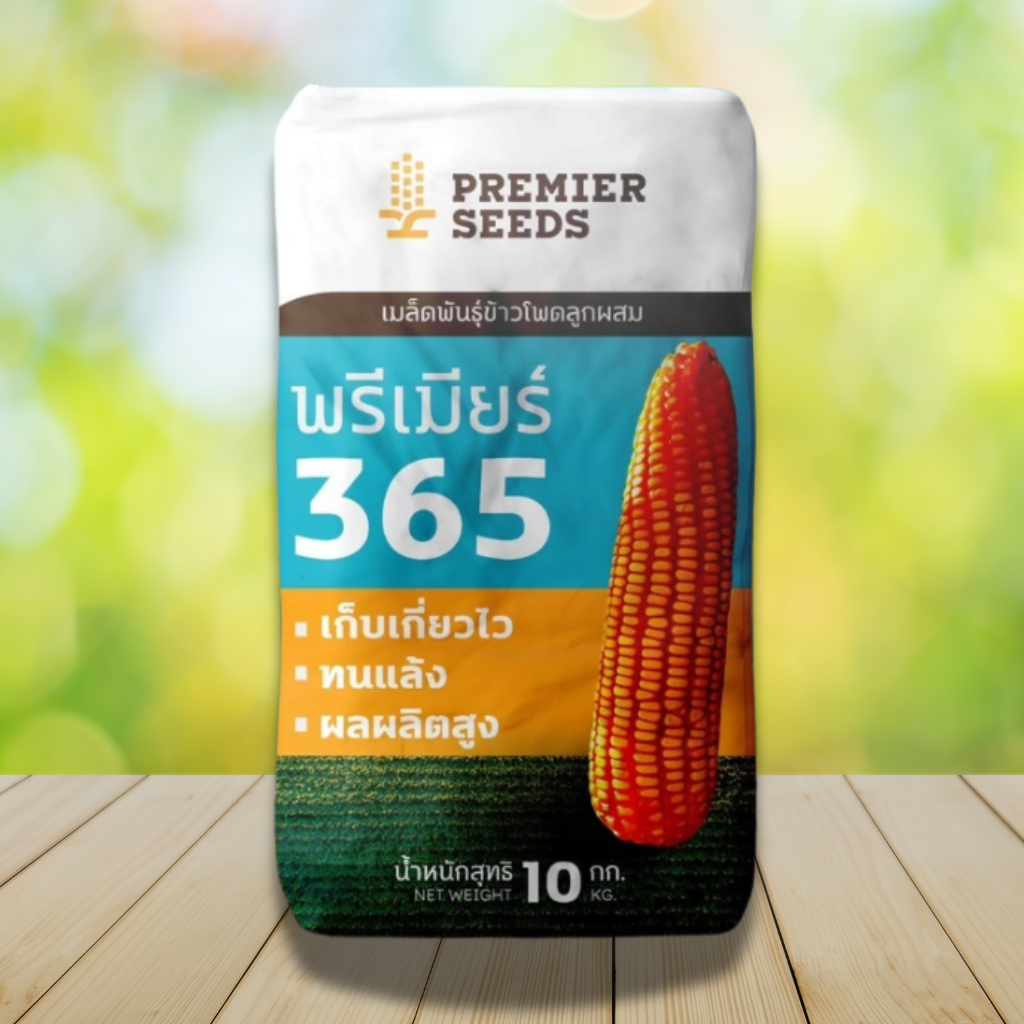 PREMIER
SEEDS
เมล็ดพันธุ์ข้าวโพดลูกผสม
พรีเมียร์
365
▪ เก็บเกี่ยวไว
▪ ทนแล้ง
▪ ผลผลิตสูง
น้ำหนักสุทธิ 10 กก.
NET WEIGHT KG.